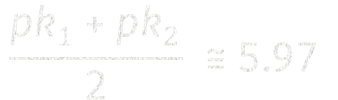 pk₁ + pk₂
2
≅ 5.97